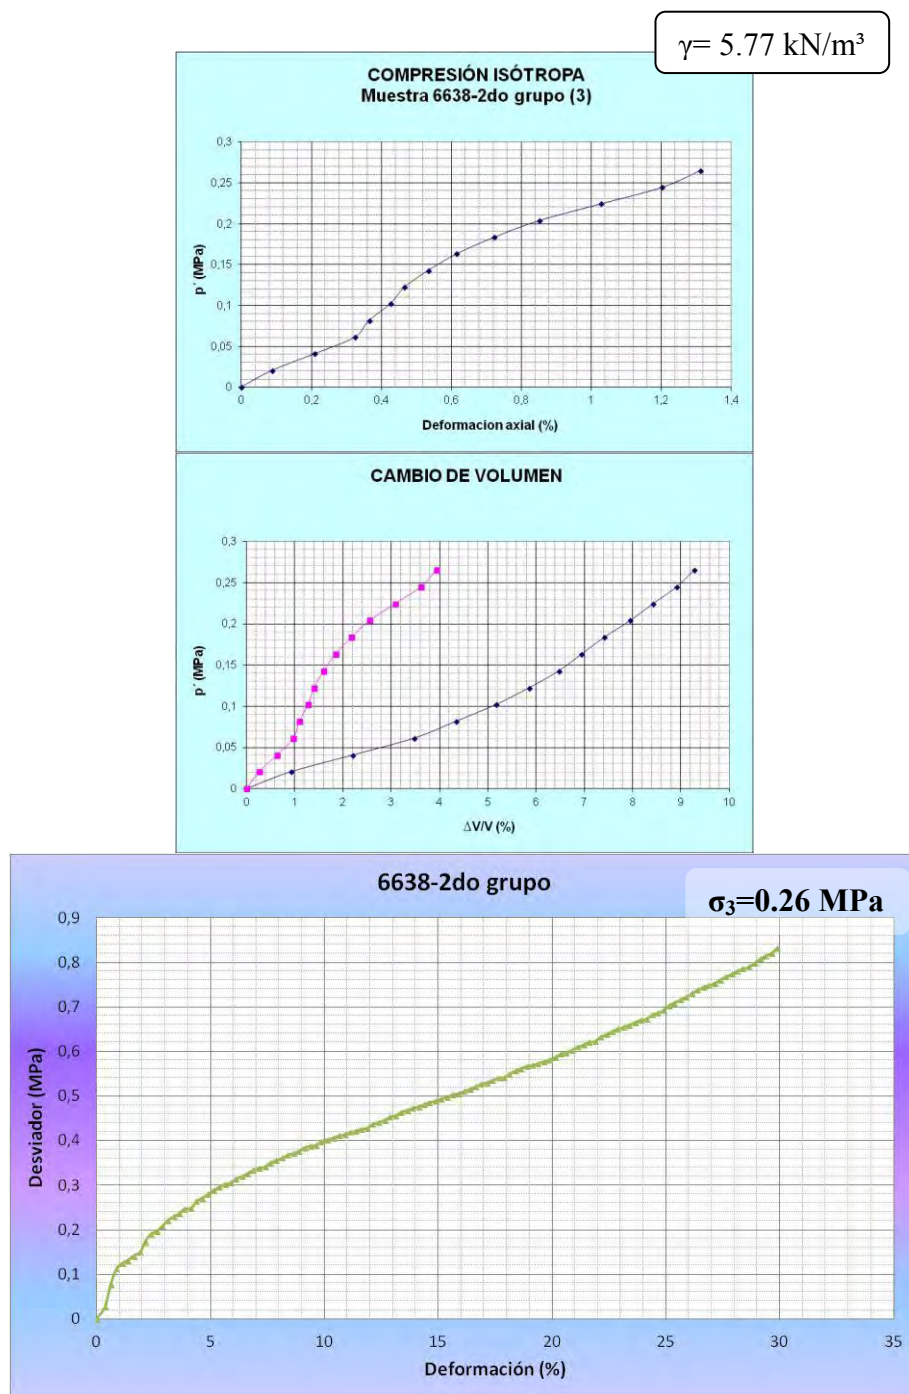 γ= 5.77 kN/m³
COMPRESIÓN ISÓTROPA
Muestra 6638-2do grupo (3)
0,3
0,25
0,2
0,15
0,1
0,05
0
p´ (MPa)
0 0,2 0,4 0,6 0,8 1 1,2 1,4
Deformacion axial (%)
CAMBIO DE VOLUMEN
0,3
0,25
0,2
0,15
0,1
0,05
0
p´ (MPa)
0 1 2 3 4 5 6 7 8 9 10
ΔV/V (%)
6638-2do grupo
σ₃=0.26 MPa
0,9
0,8
0,7
0,6
0,5
0,4
0,3
0,2
0,1
0
Desviador (MPa)
0 5 10 15 20 25 30 35
Deformación (%)